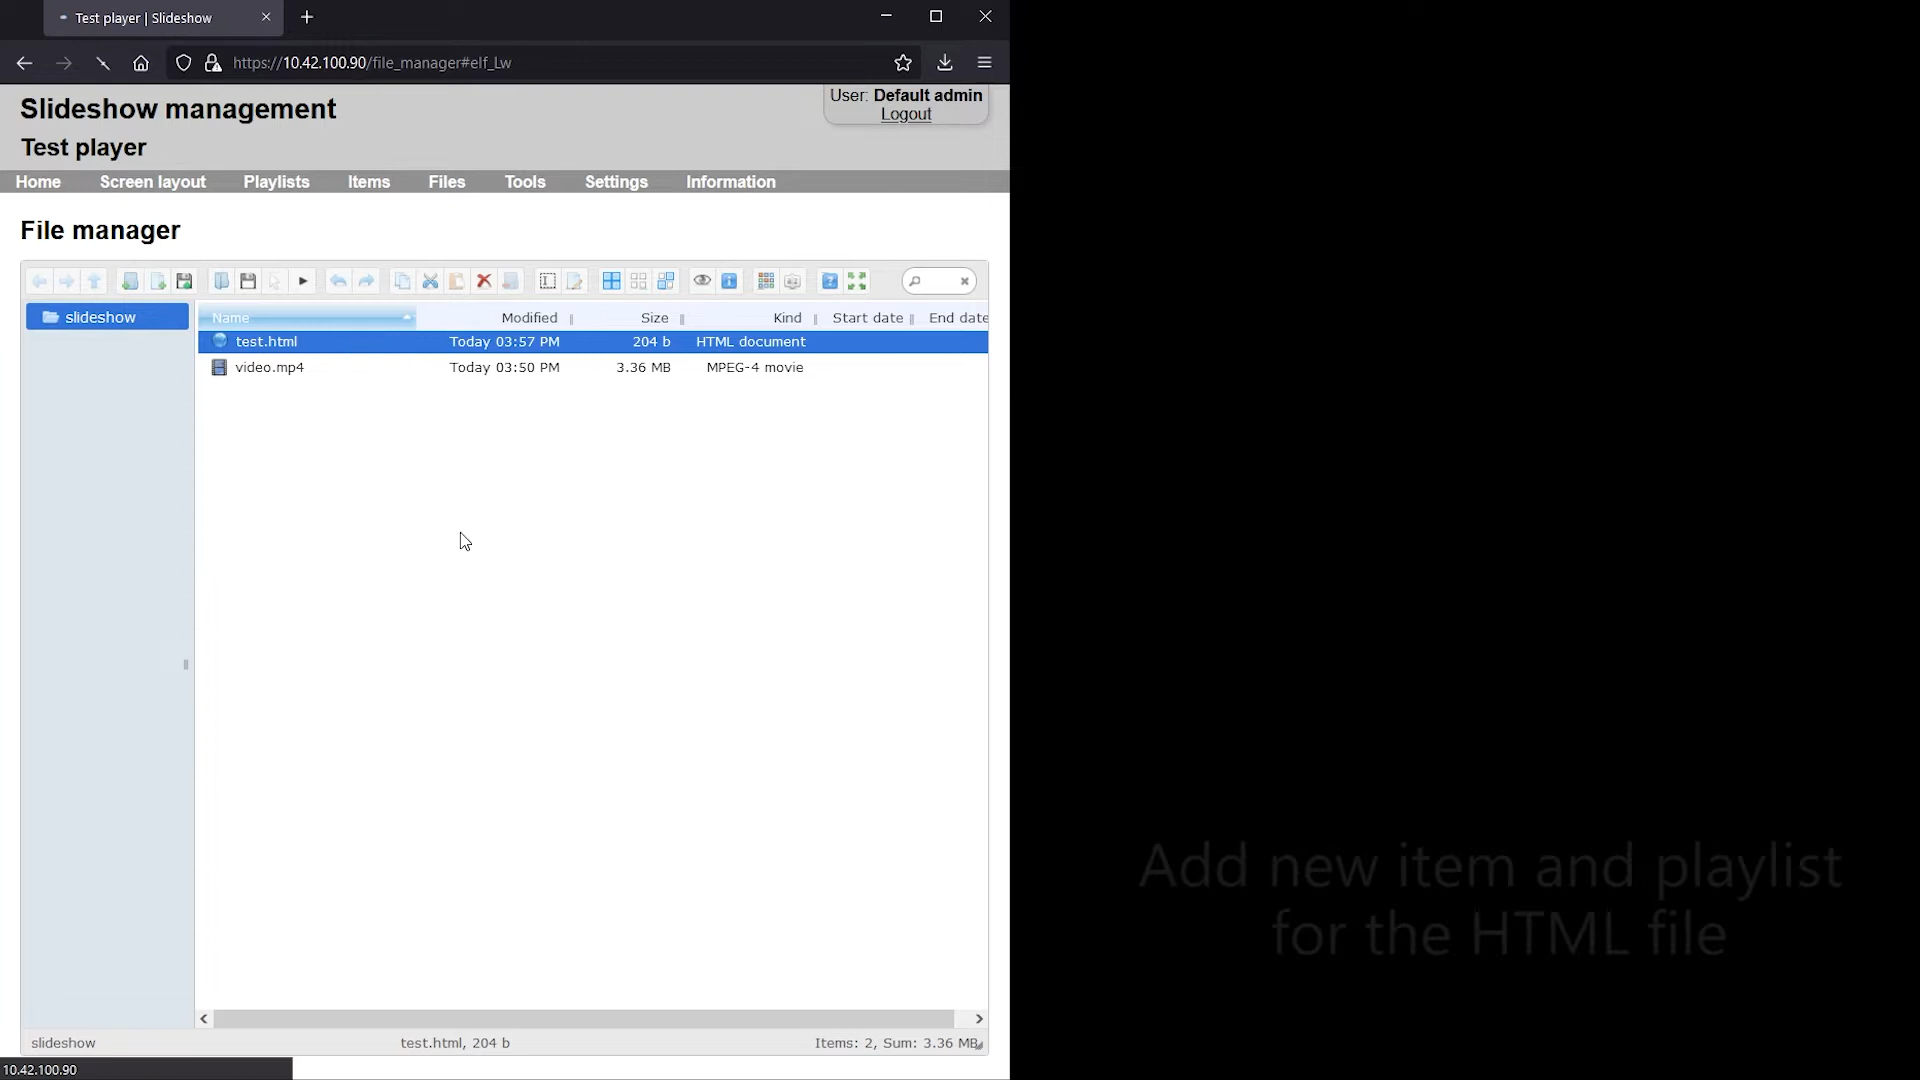 Test player | Slideshow
https://10.42.100.90/file_manager#elf_Lw
Slideshow management
User: Default admin
Logout
Test player
Home Screen layout Playlists Items Files Tools Settings Information
File manager
slideshow
Name Modified Size Kind Start date End date
test.html Today 03:57 PM 204 b HTML document
video.mp4 Today 03:50 PM 3.36 MB MPEG-4 movie
slideshow test.html, 204 b Items: 2, Sum: 3.36 MB
10.42.100.90
Add new item and playlist
for the HTML file